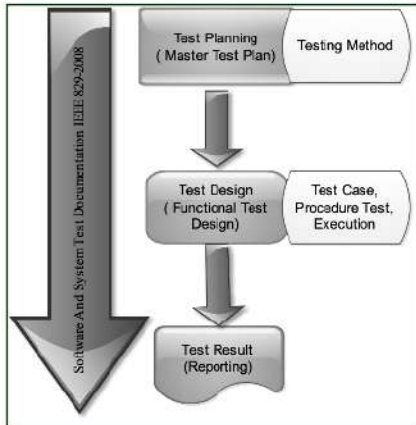 Software And System Test Documentation IEEE 829-2008
Test Planning
( Master Test Plan)
Testing Method
Test Design
( Functional Test
Design)
Test Case,
Procedure Test,
Execution
Test Result
(Reporting)